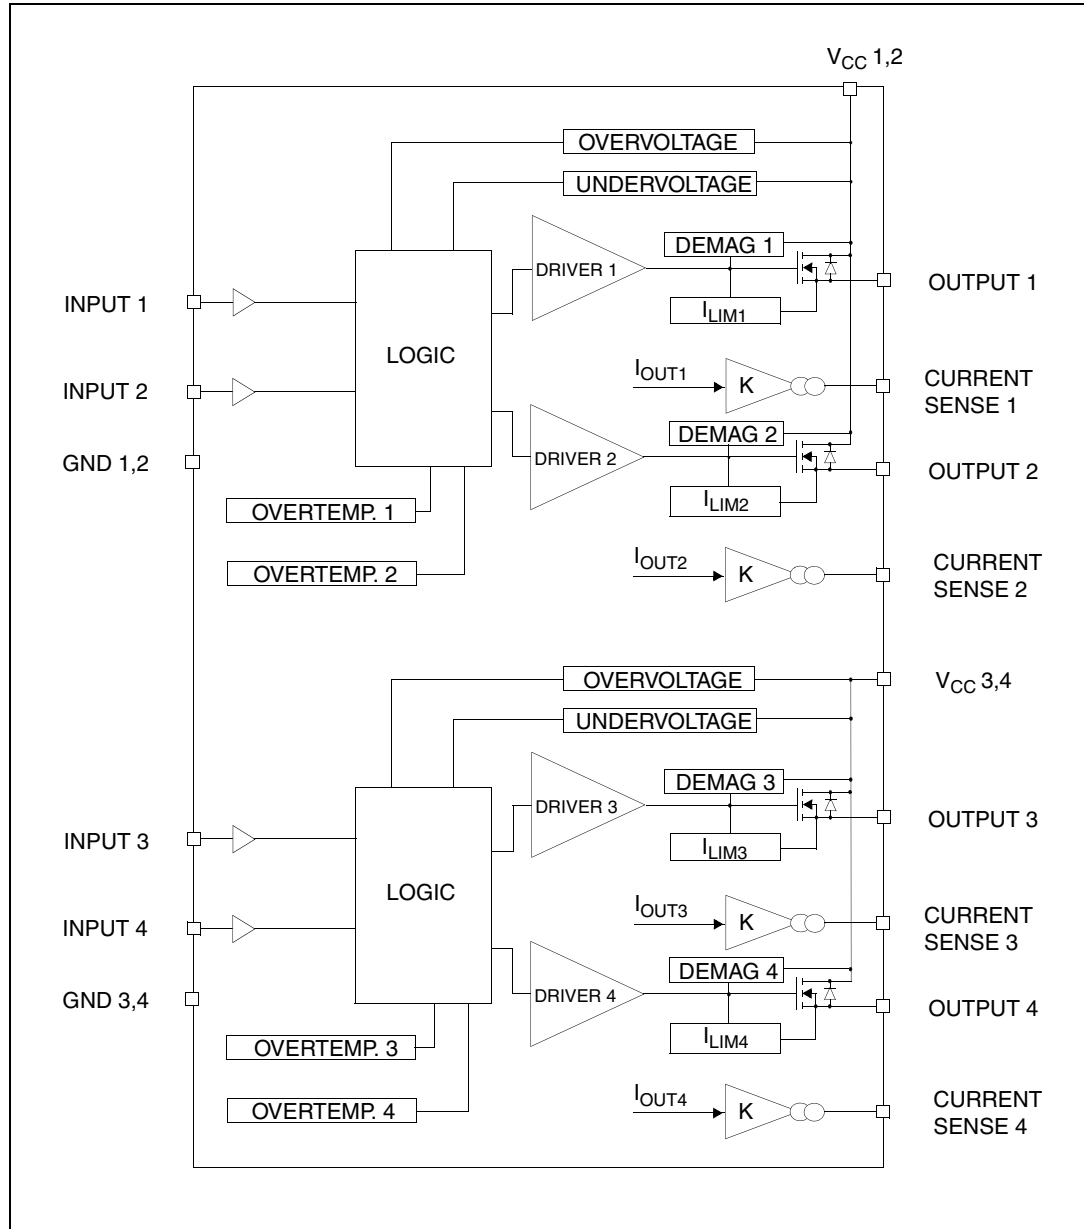 V_CC 1,2
OVERVOLTAGE
UNDERVOLTAGE
DEMAG 1
DRIVER 1
OUTPUT 1
INPUT 1
I_LIM1
LOGIC
I_OUT1
K
CURRENT
SENSE 1
INPUT 2
DEMAG 2
DRIVER 2
GND 1,2
OUTPUT 2
I_LIM2
OVERTEMP. 1
I_OUT2
K
CURRENT
SENSE 2
OVERTEMP. 2
OVERVOLTAGE
V_CC 3,4
UNDERVOLTAGE
DEMAG 3
DRIVER 3
OUTPUT 3
INPUT 3
I_LIM3
LOGIC
I_OUT3
K
CURRENT
SENSE 3
INPUT 4
DEMAG 4
DRIVER 4
GND 3,4
OUTPUT 4
I_LIM4
OVERTEMP. 3
I_OUT4
K
CURRENT
SENSE 4
OVERTEMP. 4